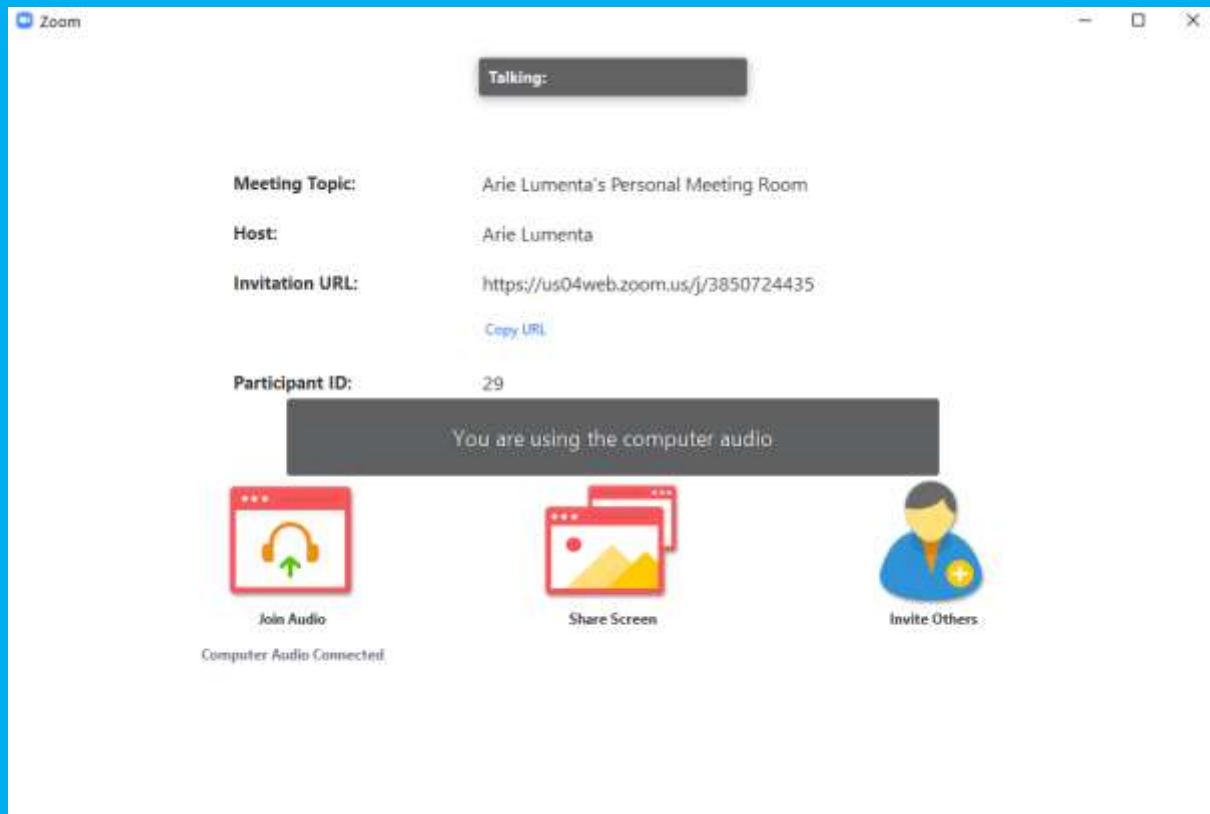 Zoom
Talking:
Meeting Topic: Arie Lumenta's Personal Meeting Room
Host: Arie Lumenta
Invitation URL: https://us04web.zoom.us/j/3850724435
Copy URL
Participant ID: 29
You are using the computer audio
Join Audio Share Screen Invite Others
Computer Audio Connected